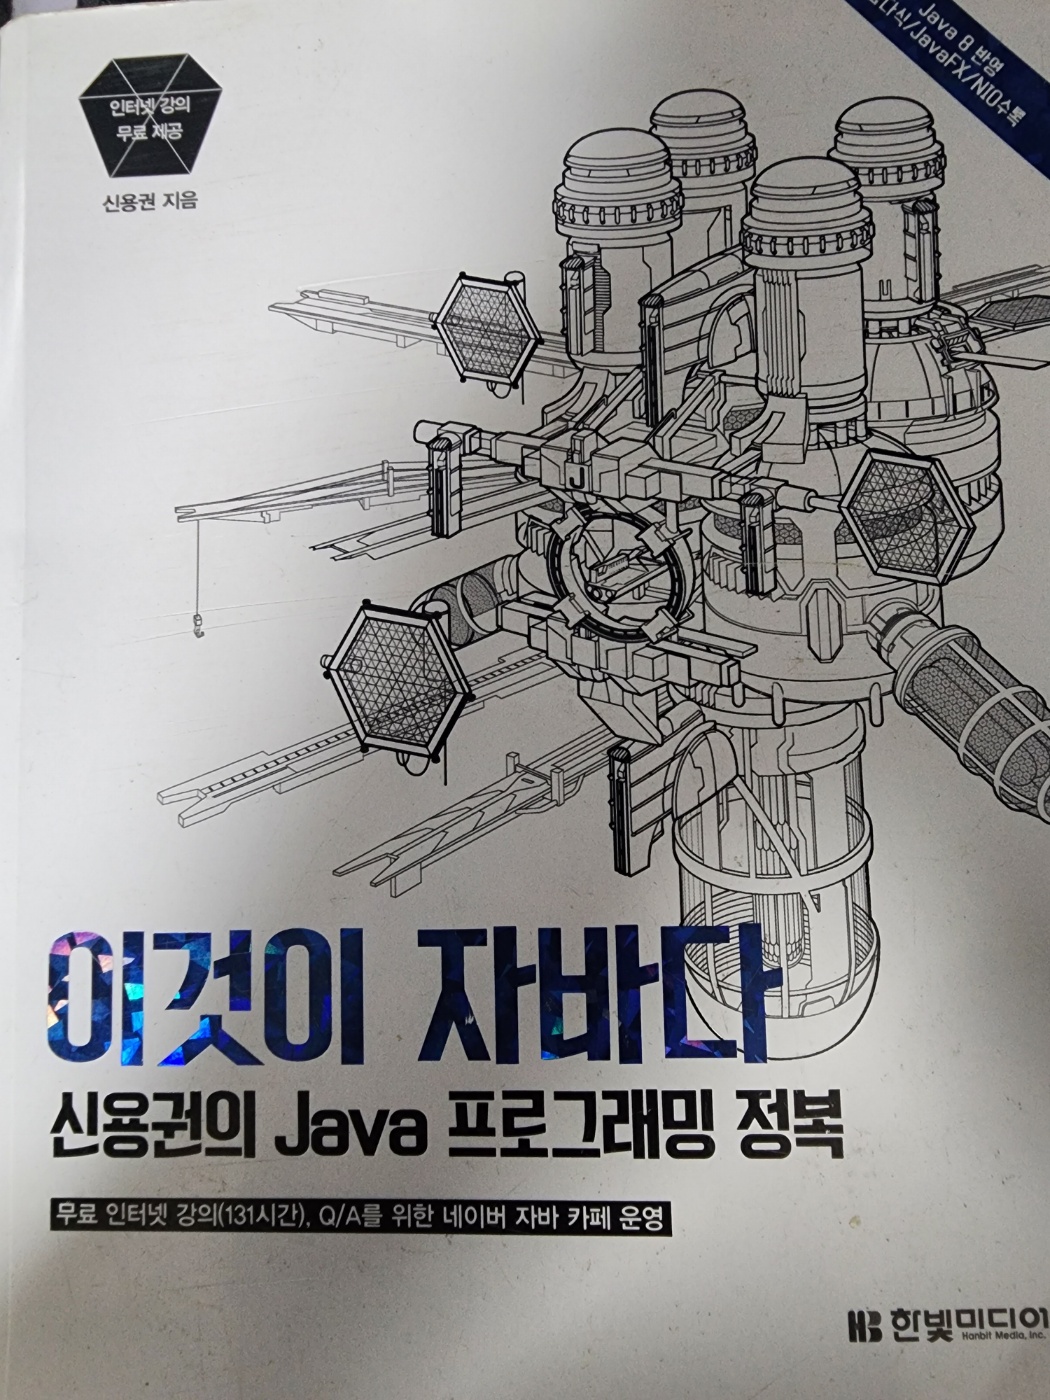 인터넷 강의
무료 제공
신용권 지음
Java 8 반영
람다식/JavaFX/NIO수록
J
이것이 자바다
신용권의 Java 프로그래밍 정복
무료 인터넷 강의(131시간), Q/A를 위한 네이버 자바 카페 운영
HB 한빛미디어
Hanbit Media, Inc.